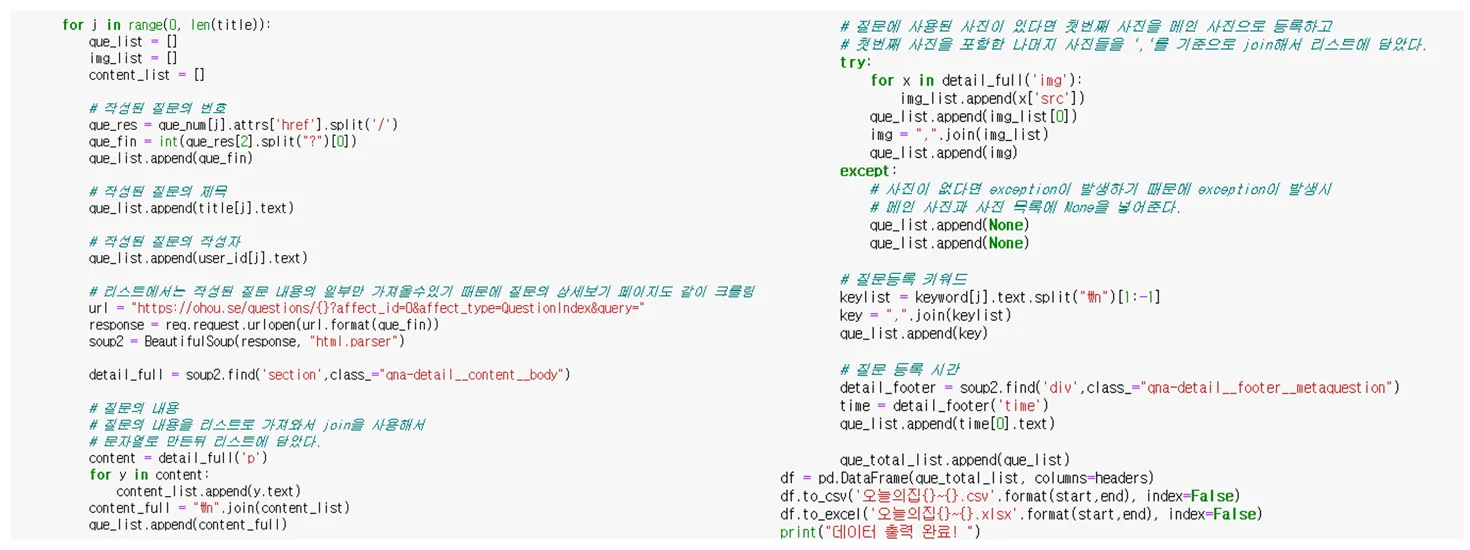 for j in range(0, len(title)):
    que_list = []
    img_list = []
    content_list = []

    # 작성된 질문의 번호
    que_res = que_num[j].attrs['href'].split('/')
    que_fin = int(que_res[2].split("?")[0])
    que_list.append(que_fin)

    # 작성된 질문의 제목
    que_list.append(title[j].text)

    # 작성된 질문의 작성자
    que_list.append(user_id[j].text)

    # 리스트에서는 작성된 질문 내용의 일부만 가져올수있기 때문에 질문의 상세보기 페이지도 같이 크롤링
    url = "https://ohou.se/questions/{}?affect_id=0&affect_type=QuestionIndex&query="
    response = req.request.urlopen(url.format(que_fin))
    soup2 = BeautifulSoup(response, "html.parser")

    detail_full = soup2.find('section',class_="qna-detail__content__body")

    # 질문의 내용
    # 질문의 내용을 리스트로 가져와서 join을 사용해서
    # 문자열로 만든뒤 리스트에 담았다.
    content = detail_full('p')
    for y in content:
        content_list.append(y.text)
    content_full = "₩n".join(content_list)
    que_list.append(content_full)

    # 질문에 사용된 사진이 있다면 첫번째 사진을 메인 사진으로 등록하고
    # 첫번째 사진을 포함한 나머지 사진들을 ','를 기준으로 join해서 리스트에 담았다.
    try:
        for x in detail_full('img'):
            img_list.append(x['src'])
        que_list.append(img_list[0])
        img = ",".join(img_list)
        que_list.append(img)
    except:
        # 사진이 없다면 exception이 발생하기 때문에 exception이 발생시
        # 메인 사진과 사진 목록에 None을 넣어준다.
        que_list.append(None)
        que_list.append(None)

    # 질문등록 키워드
    keylist = keyword[j].text.split("₩n")[1:-1]
    key = ",".join(keylist)
    que_list.append(key)

    # 질문 등록 시간
    detail_footer = soup2.find('div',class_="qna-detail__footer__metaquestion")
    time = detail_footer('time')
    que_list.append(time[0].text)

    que_total_list.append(que_list)
df = pd.DataFrame(que_total_list, columns=headers)
df.to_csv('오늘의집{}~{}.csv'.format(start,end), index=False)
df.to_excel('오늘의집{}~{}.xlsx'.format(start,end), index=False)
print("데이터 출력 완료! ")